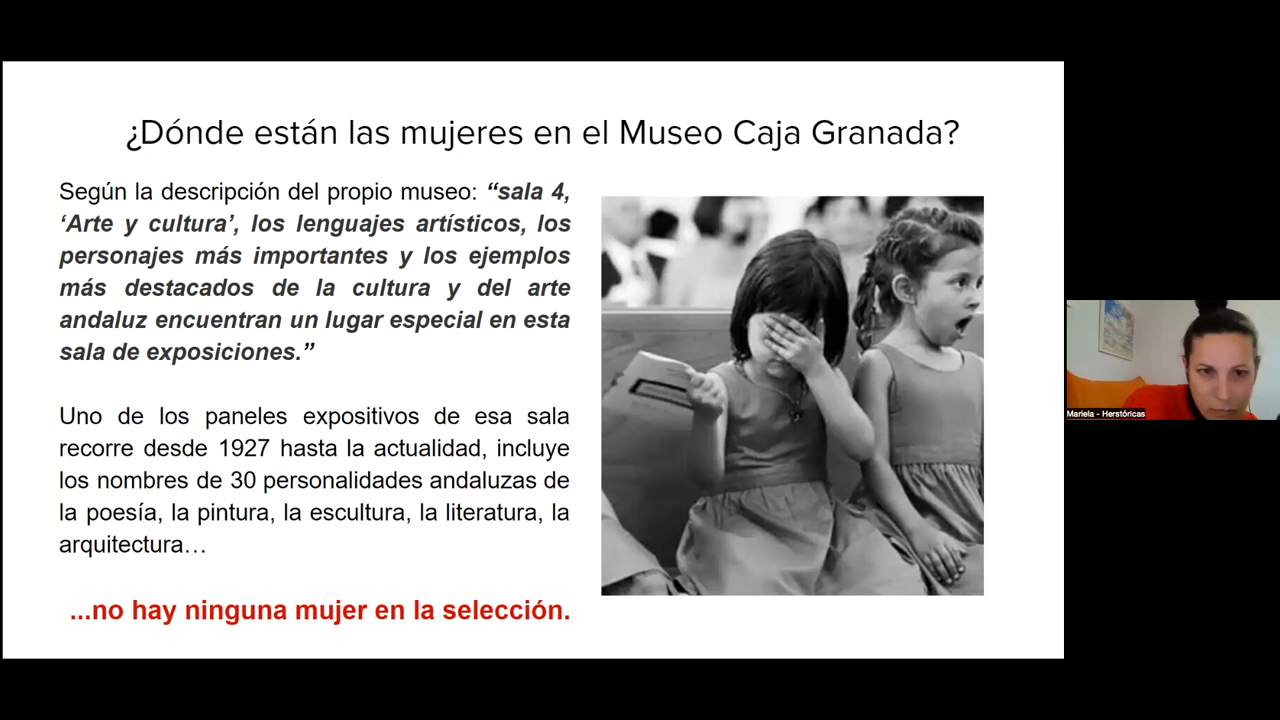 ¿Dónde están las mujeres en el Museo Caja Granada?
Según la descripción del propio museo: “sala 4,
‘Arte y cultura’, los lenguajes artísticos, los
personajes más importantes y los ejemplos
más destacados de la cultura y del arte
andaluz encuentran un lugar especial en esta
sala de exposiciones.”
Uno de los paneles expositivos de esa sala
recorre desde 1927 hasta la actualidad, incluye
los nombres de 30 personalidades andaluzas de
la poesía, la pintura, la escultura, la literatura, la
arquitectura…
...no hay ninguna mujer en la selección.
Mariela - Herstóricas